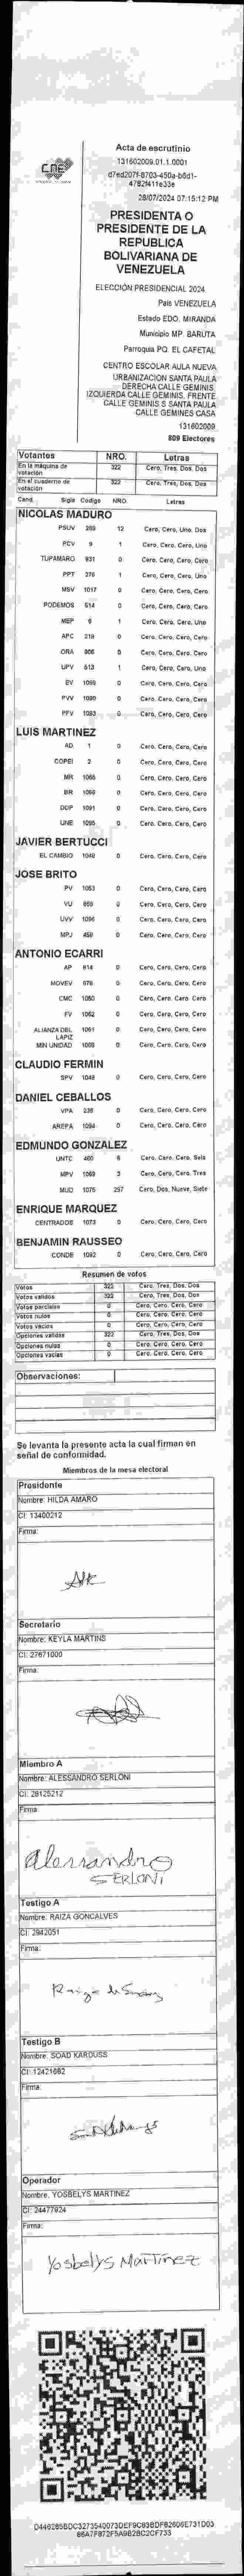 CNE
Acta de escrutinio
131602009.01.1.0001
28/07/2024 07:15:12 PM
PRESIDENTA O
PRESIDENTE DE LA
REPUBLICA
BOLIVARIANA DE
VENEZUELA
ELECCIÓN PRESIDENCIAL 2024
País VENEZUELA
Estado EDO. MIRANDA
Municipio MP. BARUTA
Parroquia PQ. EL CAFETAL
CENTRO ESCOLAR AULA NUEVA
URBANIZACION SANTA PAULA
DERECHA CALLE GEMINIS.
IZQUIERDA CALLE GEMINIS. FRENTE
CALLE GEMINIS S SANTA PAULA
CALLE GEMINES CASA
131602009
809 Electores
Votantes NRO. Letras
En la máquina de votación 322 Cero, Tres, Dos, Dos
En el cuaderno de votación 322 Cero, Tres, Dos, Dos
Cand. Sigla Codigo NRO. Letras
NICOLAS MADURO
PSUV 289 12 Cero, Cero, Uno, Dos
PCV 9 1 Cero, Cero, Cero, Uno
TUPAMARO 931 0 Cero, Cero, Cero, Cero
PPT 276 1 Cero, Cero, Cero, Uno
MSV 1017 0 Cero, Cero, Cero, Cero
PODEMOS 514 0 Cero, Cero, Cero, Cero
MEP 6 1 Cero, Cero, Cero, Uno
APC 219 0 Cero, Cero, Cero, Cero
ORA 906 0 Cero, Cero, Cero, Cero
UPV 613 1 Cero, Cero, Cero, Uno
EV 1089 0 Cero, Cero, Cero, Cero
PVV 1090 0 Cero, Cero, Cero, Cero
PFV 1093 0 Cero, Cero, Cero, Cero
LUIS MARTINEZ
AD 1 0 Cero, Cero, Cero, Cero
COPEI 2 0 Cero, Cero, Cero, Cero
MR 1065 0 Cero, Cero, Cero, Cero
BR 1066 0 Cero, Cero, Cero, Cero
DDP 1091 0 Cero, Cero, Cero, Cero
UNE 1095 0 Cero, Cero, Cero, Cero
JAVIER BERTUCCI
EL CAMBIO 1048 0 Cero, Cero, Cero, Cero
JOSE BRITO
PV 1053 0 Cero, Cero, Cero, Cero
VU 869 0 Cero, Cero, Cero, Cero
UVV 1096 0 Cero, Cero, Cero, Cero
MPJ 459 0 Cero, Cero, Cero, Cero
ANTONIO ECARRI
AP 914 0 Cero, Cero, Cero, Cero
MOVEV 978 0 Cero, Cero, Cero, Cero
CMC 1080 0 Cero, Cero, Cero, Cero
FV 1062 0 Cero, Cero, Cero, Cero
ALIANZA DEL LAPIZ 1061 0 Cero, Cero, Cero, Cero
MIN UNIDAD 1069 0 Cero, Cero, Cero, Cero
CLAUDIO FERMIN
SPV 1049 0 Cero, Cero, Cero, Cero
DANIEL CEBALLOS
VPA 238 0 Cero, Cero, Cero, Cero
AREPA 1094 0 Cero, Cero, Cero, Cero
EDMUNDO GONZALEZ
UNTC 460 6 Cero, Cero, Cero, Seis
MPV 1069 3 Cero, Cero, Cero, Tres
MUD 1075 297 Cero, Dos, Nueve, Siete
ENRIQUE MARQUEZ
CENTRADOS 1073 0 Cero, Cero, Cero, Cero
BENJAMIN RAUSSEO
CONDE 1092 0 Cero, Cero, Cero, Cero
Resumen de votos
Votos 322 Cero, Tres, Dos, Dos
Votos validos 322 Cero, Tres, Dos, Dos
Votos parciales 0 Cero, Cero, Cero, Cero
Votos nulos 0 Cero, Cero, Cero, Cero
Votos vacios 0 Cero, Cero, Cero, Cero
Opciones validas 322 Cero, Tres, Dos, Dos
Opciones nulas 0 Cero, Cero, Cero, Cero
Opciones vacias 0 Cero, Cero, Cero, Cero
Observaciones:
Se levanta la presente acta la cual firman en
señal de conformidad.
Miembros de la mesa electoral
Presidente
Nombre: HILDA AMARO
CI: 13400212
Firma:
Secretario
Nombre: KEYLA MARTINS
CI: 27671000
Firma:
Miembro A
Nombre: ALESSANDRO SERLONI
CI: 28125212
Firma:
alessandro
SERLONI
Testigo A
Nombre: RAIZA GONCALVES
CI: 2942051
Firma:
Testigo B
Nombre: SOAD KARDUSS
CI: 12421682
Firma:
Operador
Nombre: YOSBELYS MARTINEZ
CI: 24477924
Firma:
Yosbelys Martinez